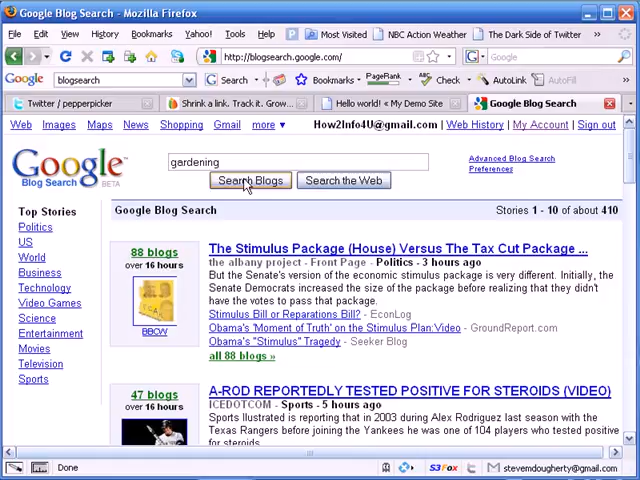 Google Blog Search - Mozilla Firefox
File Edit View History Bookmarks Yahoo! Tools Help
Most Visited NBC Action Weather The Dark Side of Twitter »
http://blogsearch.google.com/ Google
Google blogsearch Search Bookmarks PageRank Check AutoLink AutoFill »
Twitter / pepperpicker Shrink a link. Track it. Grow... Hello world! « My Demo Site Google Blog Search
Web Images Maps News Shopping Gmail more ▼ How2Info4U@gmail.com | Web History | My Account | Sign out
Google
Blog Search BETA
gardening
Search Blogs Search the Web
Advanced Blog Search
Preferences
Top Stories
Politics
US
World
Business
Technology
Video Games
Science
Entertainment
Movies
Television
Sports
Google Blog Search Stories 1 - 10 of about 410
88 blogs
over 16 hours
BBCW
The Stimulus Package (House) Versus The Tax Cut Package ...
the albany project - Front Page - Politics - 3 hours ago
But the Senate's version of the economic stimulus package is very different. Initially, the
Senate Democrats increased the size of the package before realizing that they didn't
have the votes to pass that package.
Stimulus Bill or Reparations Bill? - EconLog
Obama's 'Moment of Truth' on the Stimulus Plan:Video - GroundReport.com
Obama's "Stimulus" Tragedy - Seeker Blog
all 88 blogs »
47 blogs
over 16 hours
A-ROD REPORTEDLY TESTED POSITIVE FOR STEROIDS (VIDEO)
ICEDOTCOM - Sports - 5 hours ago
Sports Ilustrated is reporting that in 2003 during Alex Rodriguez last season with the
Texas Rangers before joining the Yankees he was one of 104 players who tested positive
for steroids.
Done S3Fox stevemdougherty@gmail.com